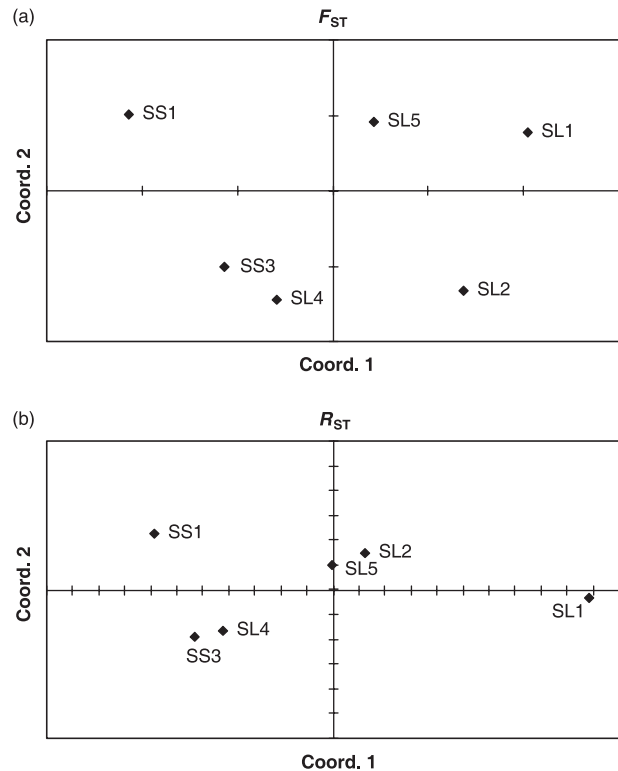 (a)
FST
SS1
SL5
SL1
Coord. 2
SS3
SL4
SL2
Coord. 1
(b)
RST
SS1
SL2
SL5
Coord. 2
SL1
SL4
SS3
Coord. 1